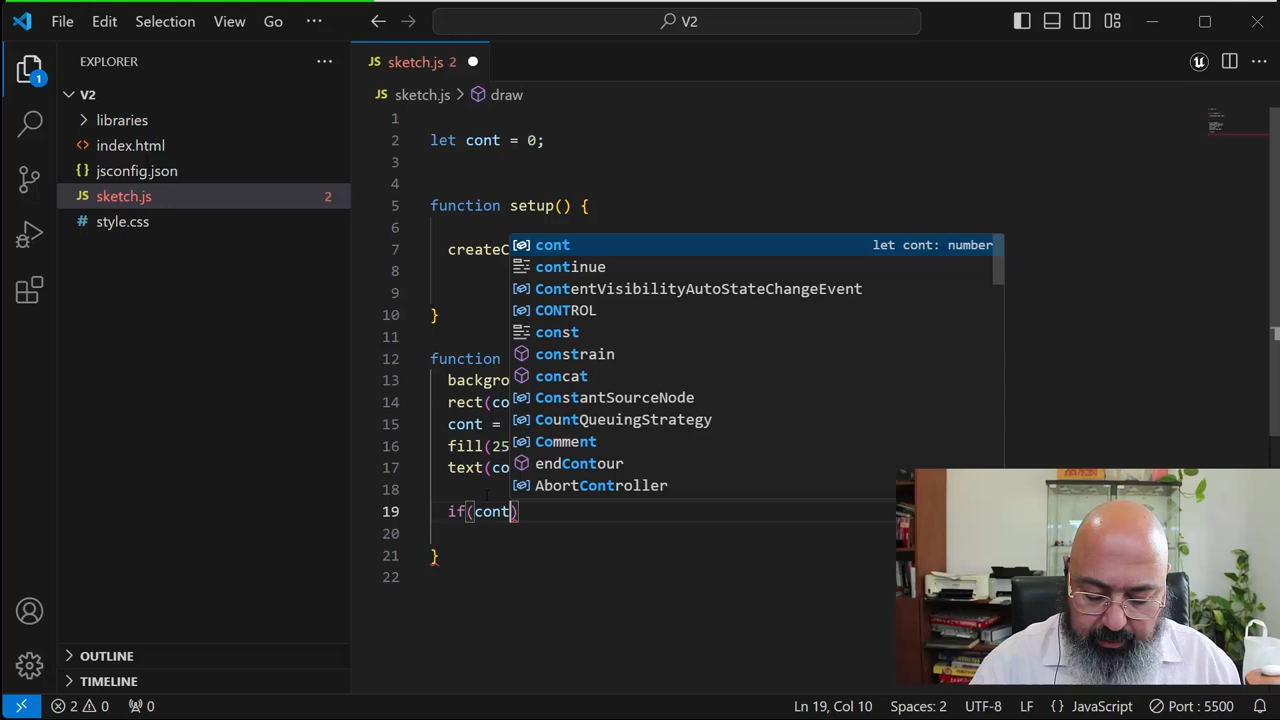 File Edit Selection View Go ··· V2
EXPLORER ···
JS sketch.js 2
1
V2
JS sketch.js > draw
libraries
index.html
{} jsconfig.json
JS sketch.js 2
# style.css
1
2 let cont = 0;
3
4
5 function setup() {
6
7 createC
8
9
10 }
11
12 function
13 backgro
14 rect(co
15 cont =
16 fill(25
17 text(co
18
19 if(cont)
20
21 }
22
cont let cont: number
continue
ContentVisibilityAutoStateChangeEvent
CONTROL
const
constrain
concat
ConstantSourceNode
CountQueuingStrategy
Comment
endContour
AbortController
OUTLINE
TIMELINE
2 0 0 Ln 19, Col 10 Spaces: 2 UTF-8 LF {} JavaScript Port : 5500